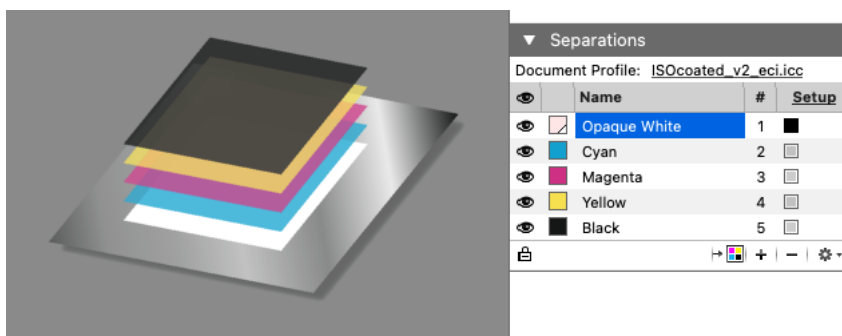 Separations
Document Profile: ISOcoated_v2_eci.icc
Name # Setup
Opaque White 1
Cyan 2
Magenta 3
Yellow 4
Black 5